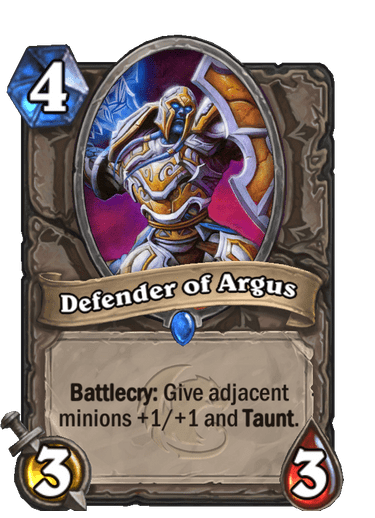 4
Defender of Argus
Battlecry: Give adjacent
minions +1/+1 and Taunt.
3
3